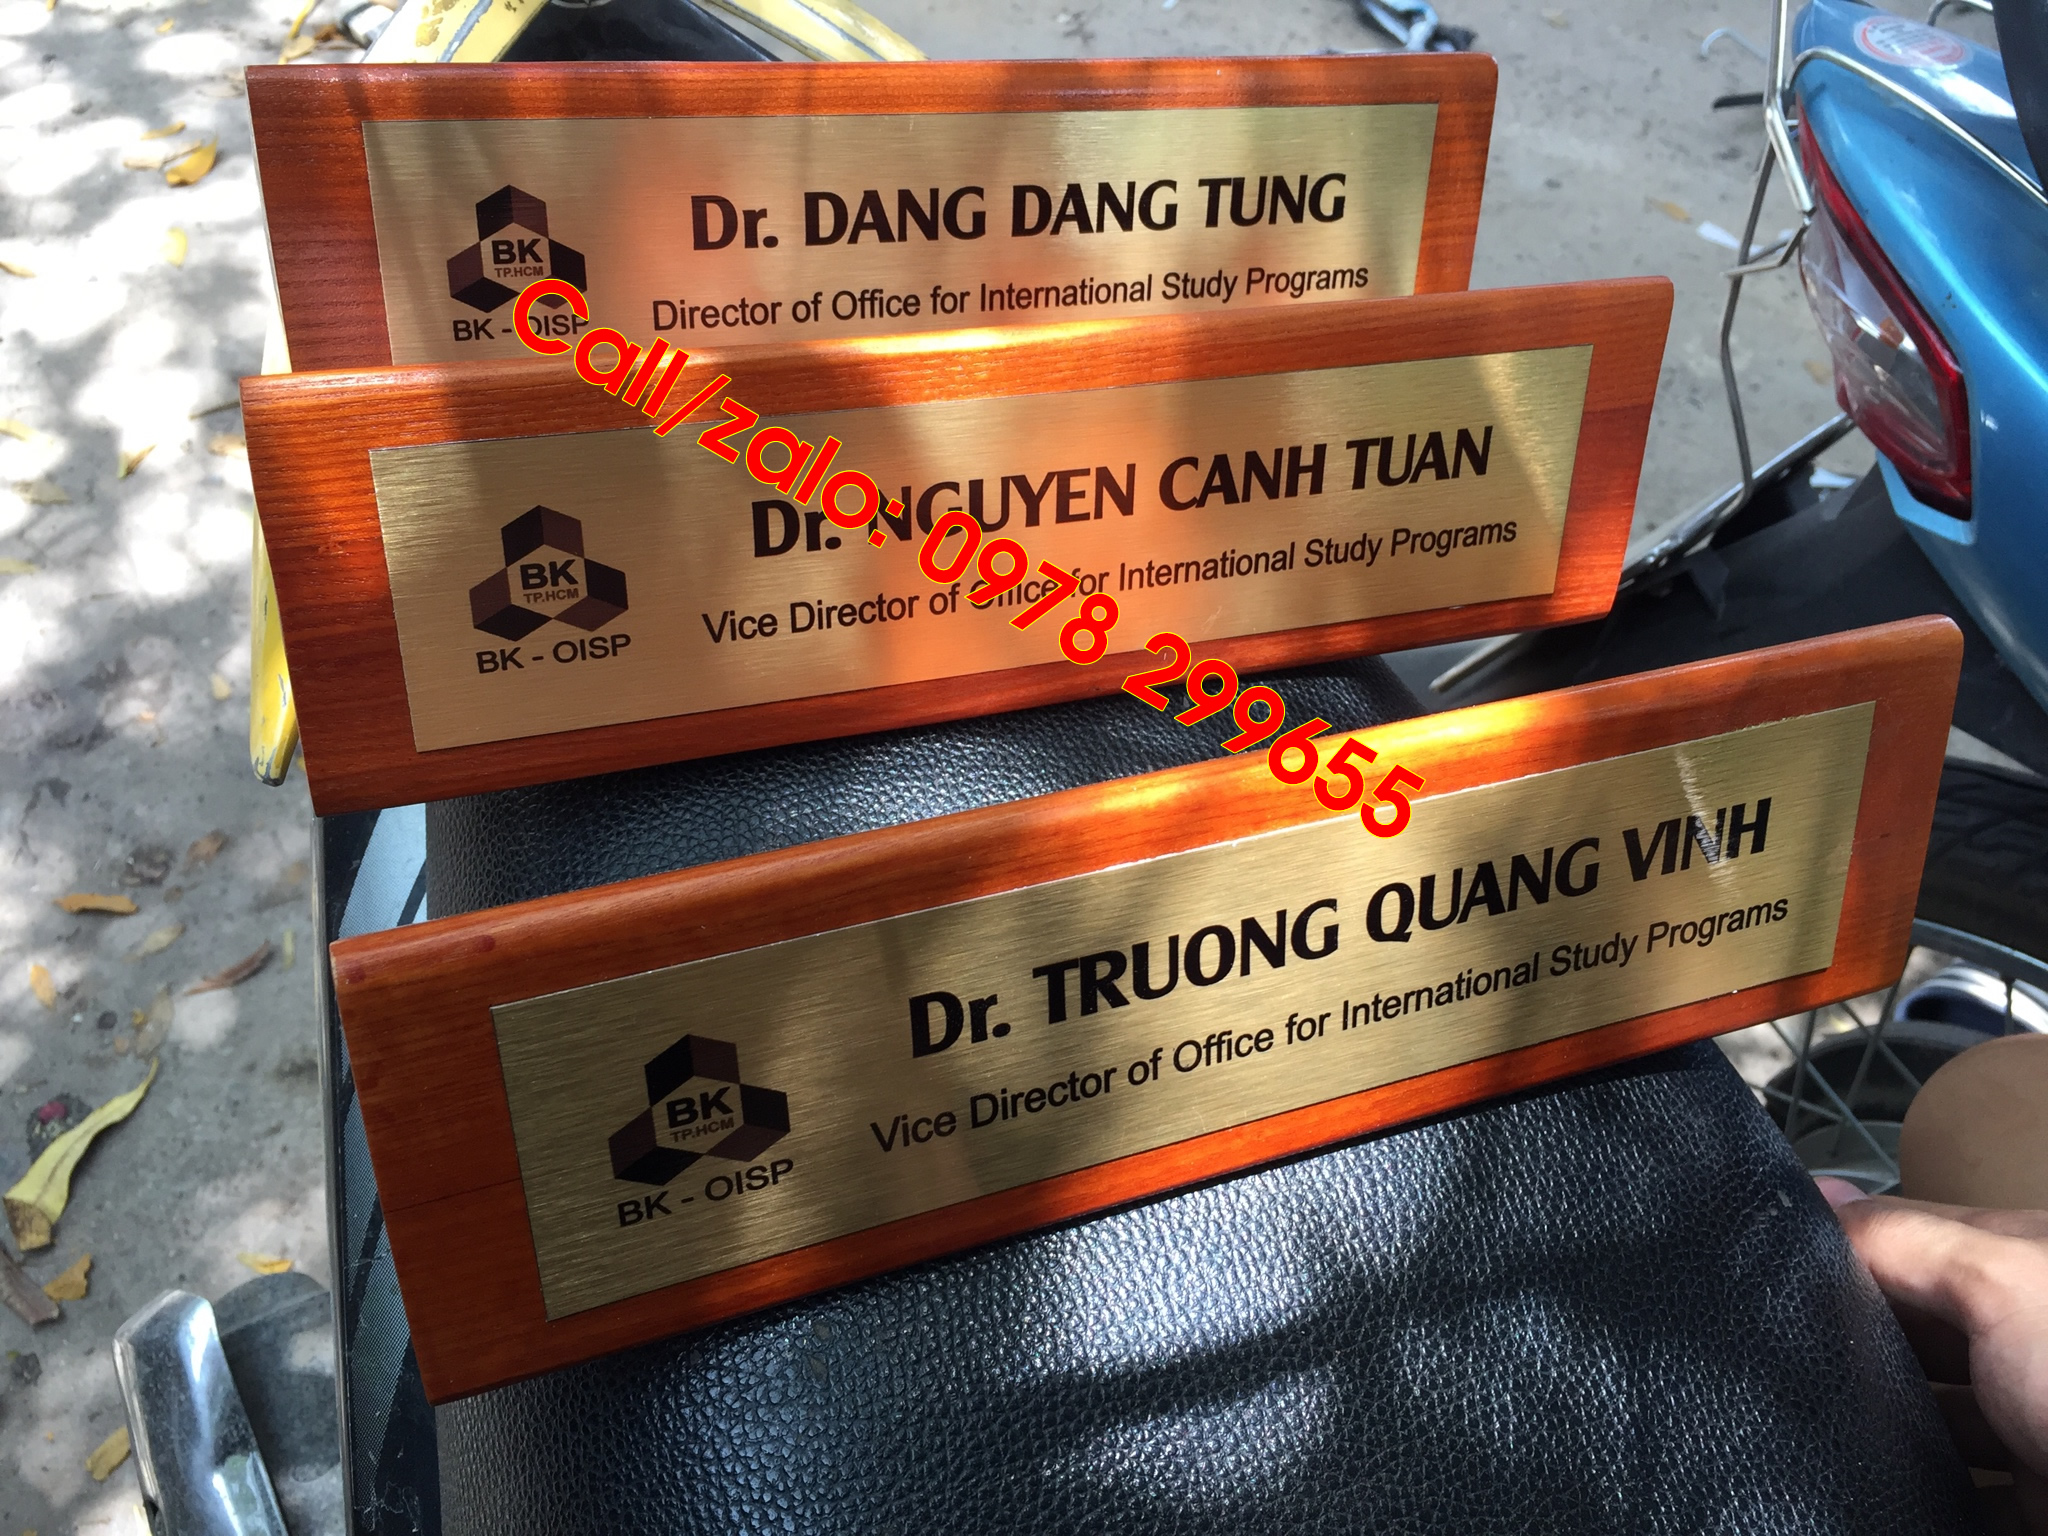 Dr. DANG DANG TUNG
Director of Office for International Study Programs
BK
TP.HCM
BK - OISP
Call/zalo: 0978 299655
Dr. NGUYEN CANH TUAN
Vice Director of Office for International Study Programs
BK
TP.HCM
BK - OISP
Dr. TRUONG QUANG VINH
Vice Director of Office for International Study Programs
BK
TP.HCM
BK - OISP